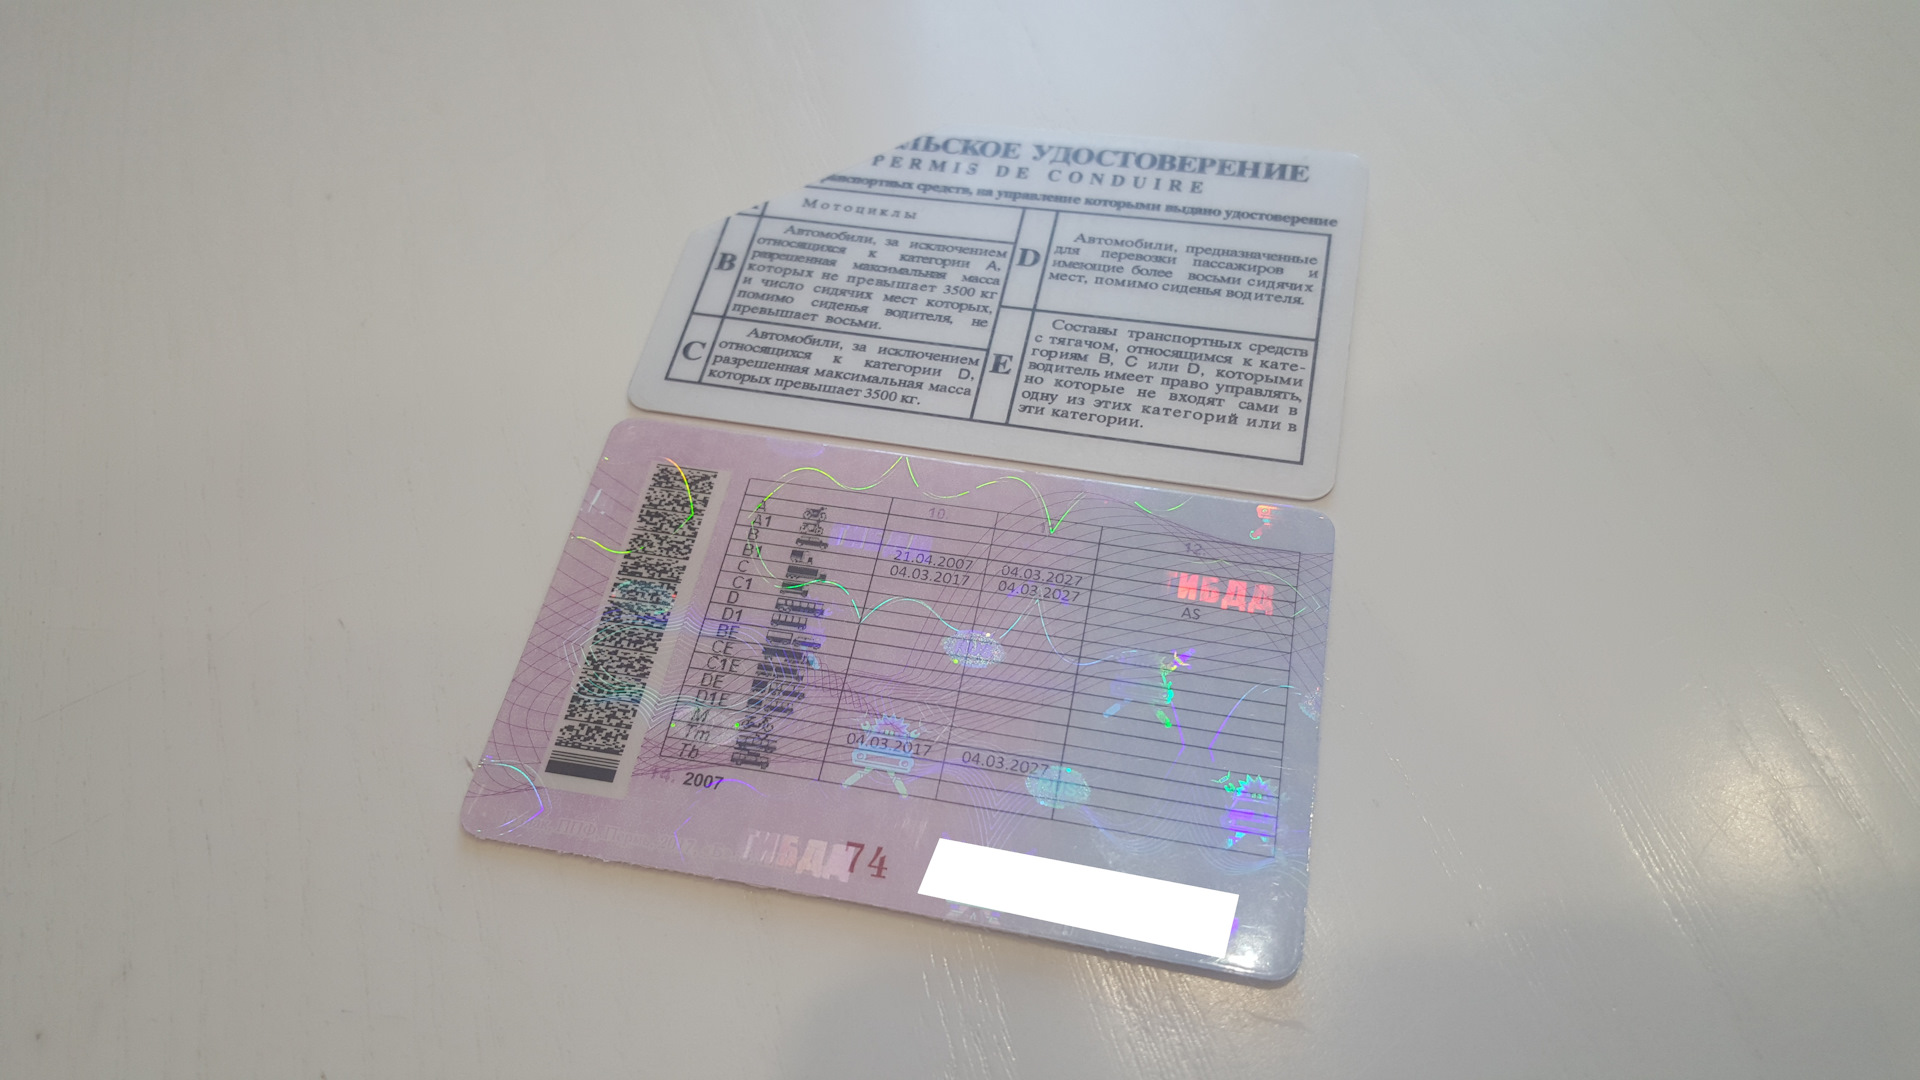 ЬСКОЕ УДОСТОВЕРЕНИЕ
PERMIS DE CONDUIRE
транспортных средств, на управление которыми выдано удостоверение
Мотоциклы
B
Автомобили, за исключением
относящихся к категории А,
разрешенная максимальная масса
которых не превышает 3500 кг
и число сидячих мест которых,
помимо сиденья водителя, не
превышает восьми.
C
Автомобили, за исключением
относящихся к категории D,
разрешенная максимальная масса
которых превышает 3500 кг.
D
Автомобили, предназначенные
для перевозки пассажиров и
имеющие более восьми сидячих
мест, помимо сиденья водителя.
E
Составы транспортных средств
с тягачом, относящимся к кате-
гориям В, С или D, которыми
водитель имеет право управлять,
но которые не входят сами в
одну из этих категорий или в
эти категории.
10. 11. 12.
A
A1
B 21.04.2007 04.03.2027
B1 04.03.2017 04.03.2027 AS
C
C1
D
D1
BE
CE
C1E
DE
D1E
M 04.03.2017 04.03.2027
Tm
Tb
14. 2007
ГИБДД
ГИБДД
74